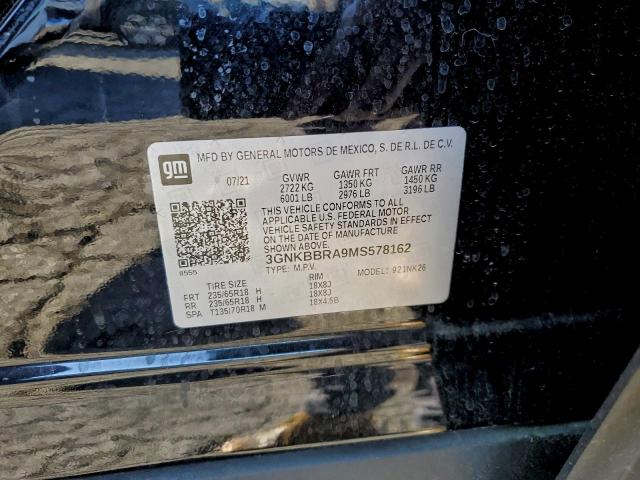 gm
MFD BY GENERAL MOTORS DE MEXICO, S. DE R.L. DE C.V.
07/21 GVWR GAWR FRT GAWR RR
2722 KG 1350 KG 1450 KG
6001 LB 2976 LB 3196 LB
THIS VEHICLE CONFORMS TO ALL
APPLICABLE U.S. FEDERAL MOTOR
VEHICLE SAFETY STANDARDS IN EFFECT
ON THE DATE OF MANUFACTURE
SHOWN ABOVE.
3GNKBBRA9MS578162
8555 TYPE: M.P.V. MODEL: 921NK26
TIRE SIZE RIM
FRT 235/65R18 H 18X8J
RR 235/65R18 H 18X8J
SPA T135/70R18 M 18X4.5B